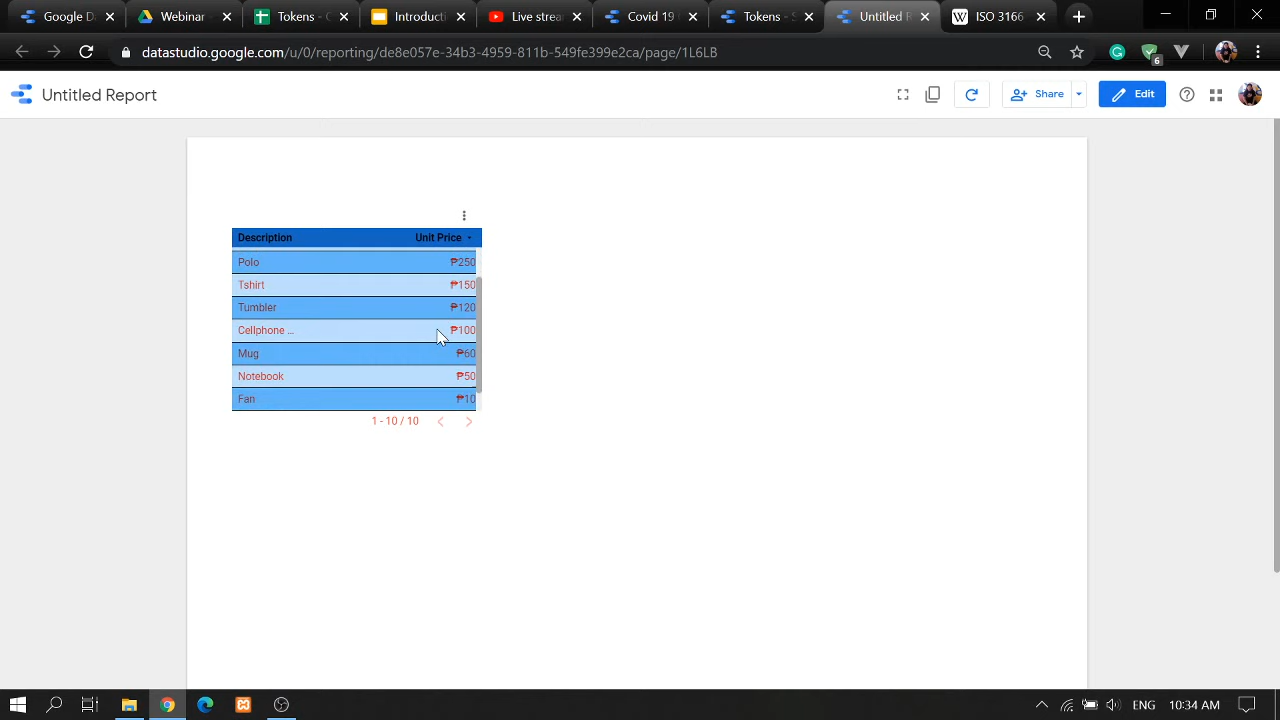 Google Da
Webinar
Tokens - G
Introducti
Live strea
Covid 19
Tokens - S
Untitled R
ISO 3166
datastudio.google.com/u/0/reporting/de8e057e-34b3-4959-811b-549fe399e2ca/page/1L6LB
6
Untitled Report
Share
Edit
Description Unit Price
Polo ₱250
Tshirt ₱150
Tumbler ₱120
Cellphone ... ₱100
Mug ₱60
Notebook ₱50
Fan ₱10
1 - 10 / 10
ENG 10:34 AM